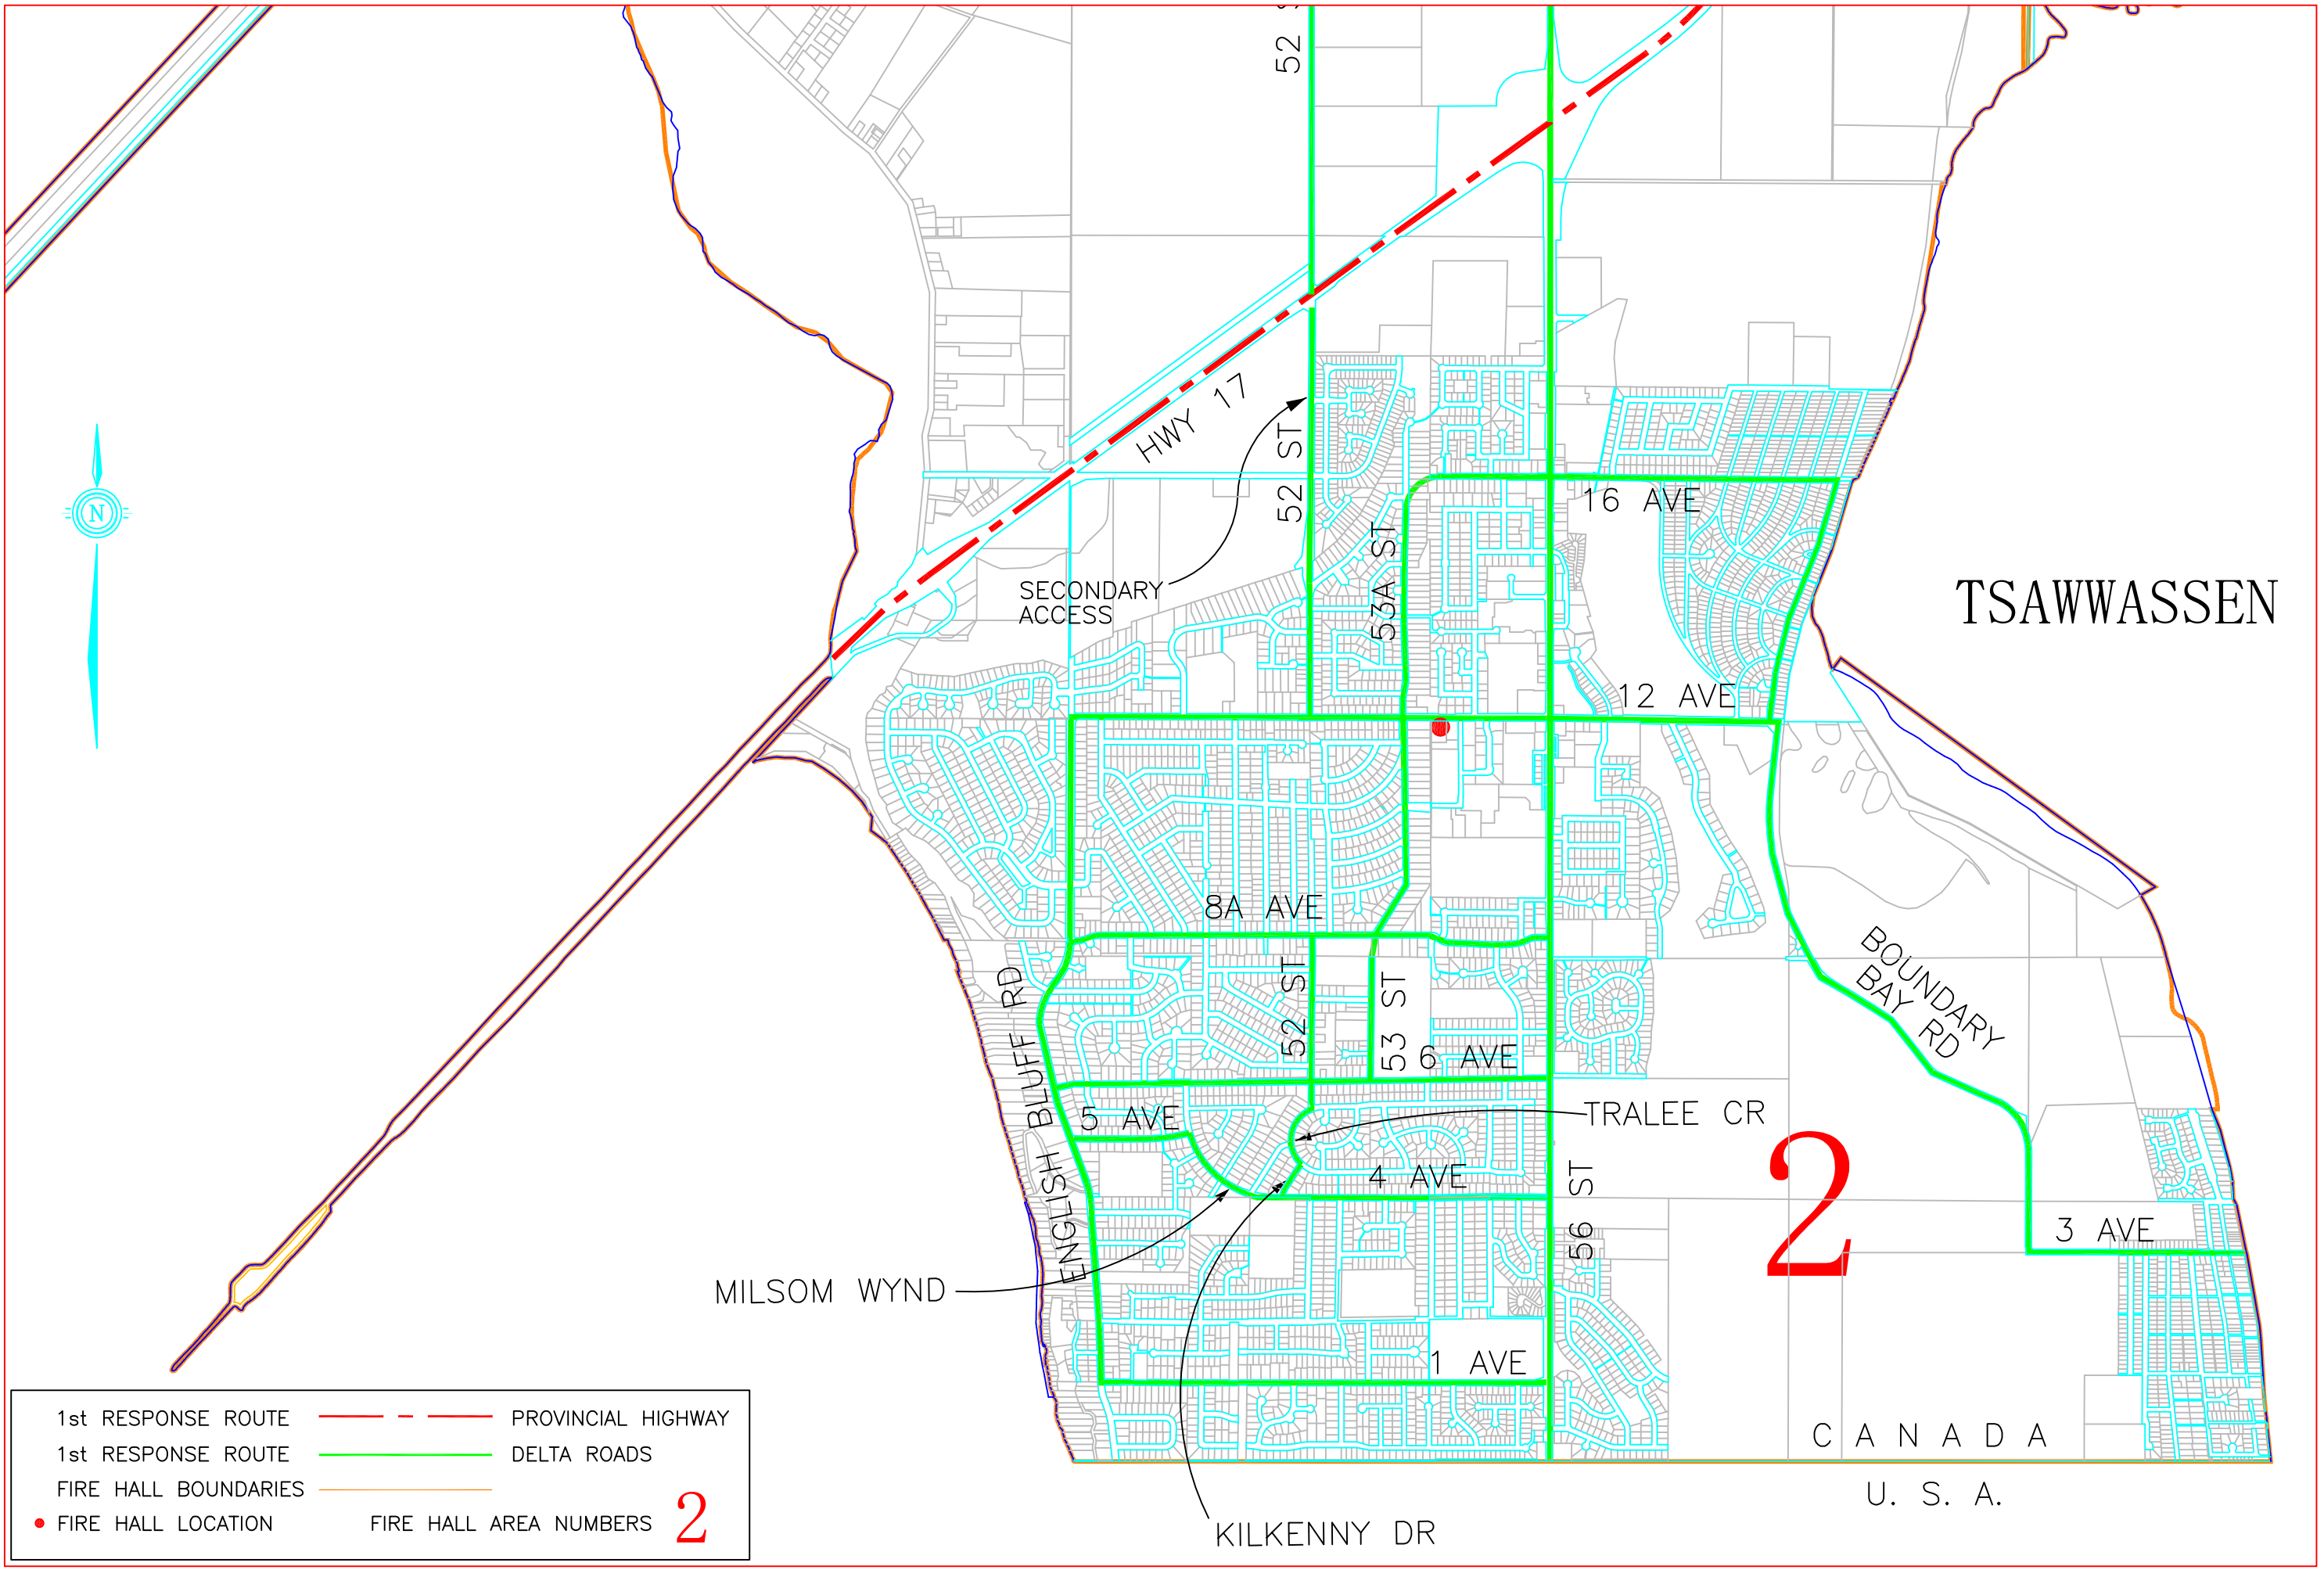 52 S
HWY 17
52 ST
16 AVE
53A ST
SECONDARY
ACCESS
N
TSAWWASSEN
12 AVE
8A AVE
BOUNDARY
BAY RD
ENGLISH BLUFF RD
52 ST
53 ST
6 AVE
5 AVE
TRALEE CR
4 AVE
56 ST
2
3 AVE
MILSOM WYND
1 AVE
CANADA
U. S. A.
KILKENNY DR
1st RESPONSE ROUTE PROVINCIAL HIGHWAY
1st RESPONSE ROUTE DELTA ROADS
FIRE HALL BOUNDARIES
FIRE HALL LOCATION FIRE HALL AREA NUMBERS 2